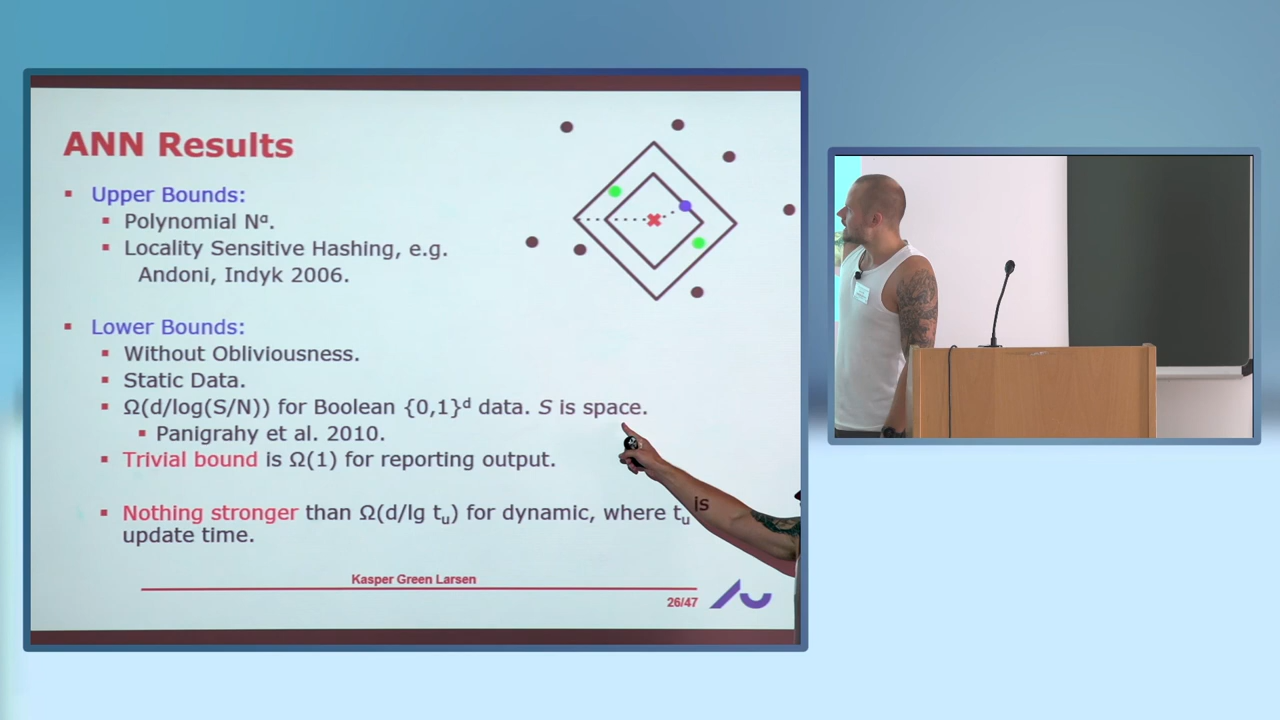 ANN Results
Upper Bounds:
Polynomial Nᵅ.
Locality Sensitive Hashing, e.g.
Andoni, Indyk 2006.
Lower Bounds:
Without Obliviousness.
Static Data.
Ω(d/log(S/N)) for Boolean {0,1}ᵈ data. S is space.
Panigrahy et al. 2010.
Trivial bound is Ω(1) for reporting output.
Nothing stronger than Ω(d/lg tᵤ) for dynamic, where tᵤ is
update time.
Kasper Green Larsen
26/47